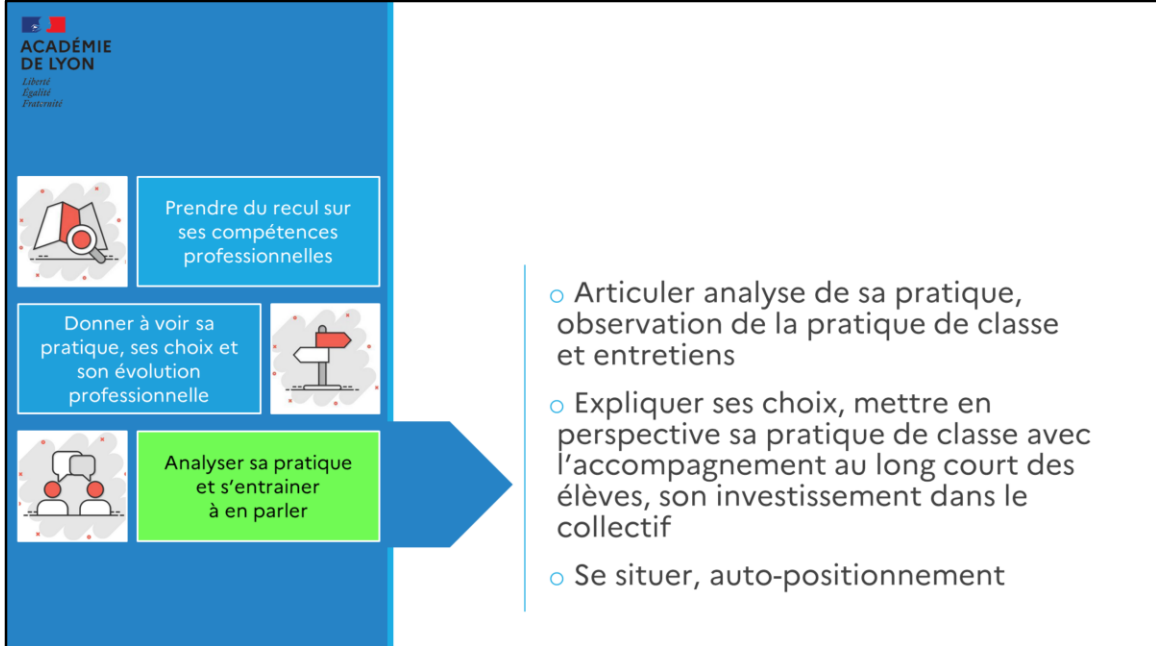 ACADÉMIE
DE LYON
Liberté
Égalité
Fraternité
Prendre du recul sur
ses compétences
professionnelles
Donner à voir sa
pratique, ses choix et
son évolution
professionnelle
Analyser sa pratique
et s’entrainer
à en parler
o Articuler analyse de sa pratique,
observation de la pratique de classe
et entretiens
o Expliquer ses choix, mettre en
perspective sa pratique de classe avec
l’accompagnement au long court des
élèves, son investissement dans le
collectif
o Se situer, auto-positionnement